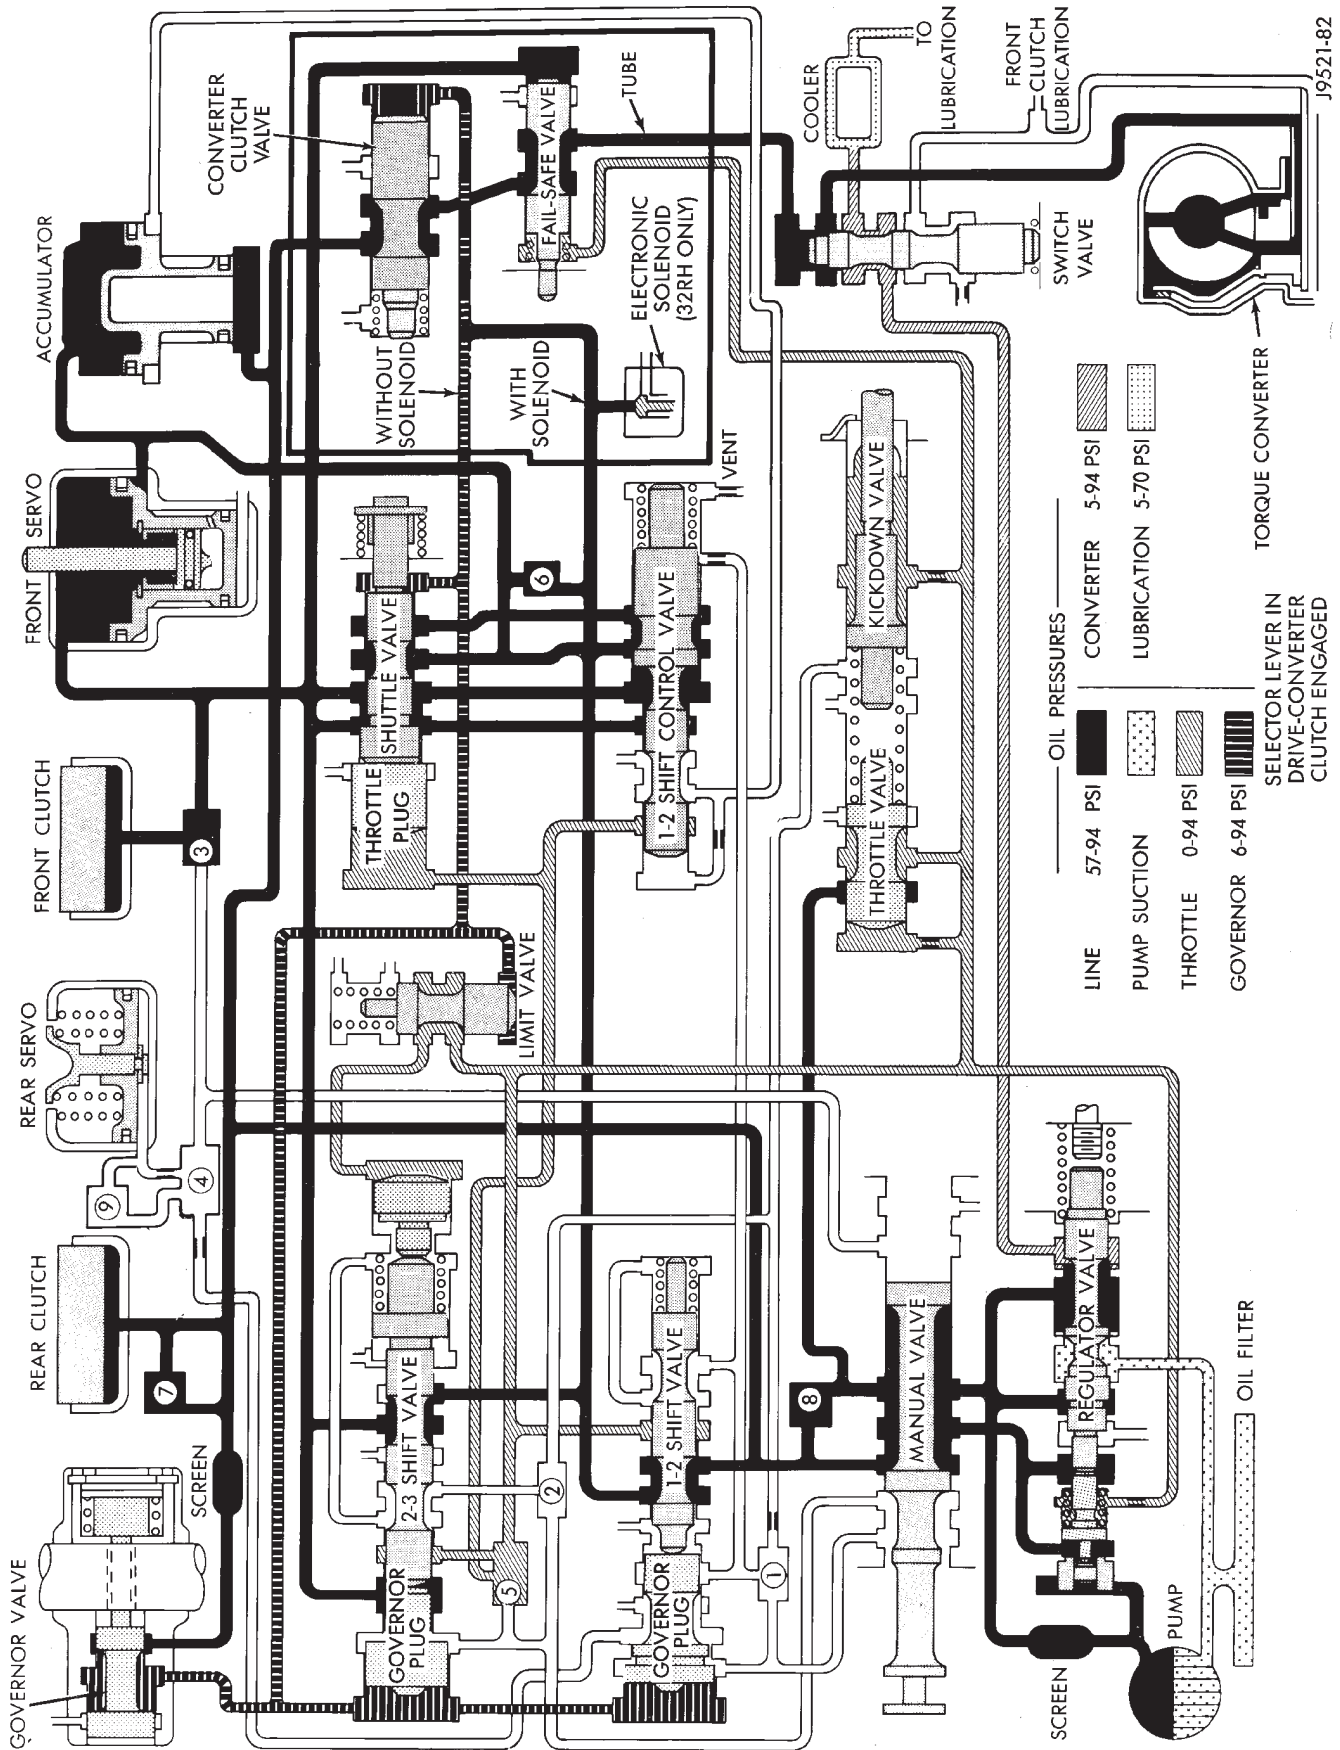 GOVERNOR VALVE
SCREEN
REAR CLUTCH
7
9
4
REAR SERVO
FRONT CLUTCH
3
FRONT SERVO
ACCUMULATOR
CONVERTER
CLUTCH
VALVE
GOVERNOR
PLUG
2-3 SHIFT VALVE
5
2
LIMIT VALVE
THROTTLE
PLUG
SHUTTLE VALVE
6
WITHOUT
SOLENOID
WITH
SOLENOID
FAIL-SAFE VALVE
TUBE
ELECTRONIC
SOLENOID
(32RH ONLY)
GOVERNOR
PLUG
1-2 SHIFT VALVE
1
8
1-2 SHIFT CONTROL VALVE
VENT
COOLER
TO
LUBRICATION
FRONT
CLUTCH
LUBRICATION
MANUAL VALVE
THROTTLE VALVE
KICKDOWN VALVE
SWITCH
VALVE
SCREEN
PUMP
REGULATOR VALVE
OIL FILTER
OIL PRESSURES
LINE 57-94 PSI
PUMP SUCTION
THROTTLE 0-94 PSI
GOVERNOR 6-94 PSI
CONVERTER 5-94 PSI
LUBRICATION 5-70 PSI
SELECTOR LEVER IN
DRIVE-CONVERTER
CLUTCH ENGAGED
TORQUE CONVERTER
J9521-82